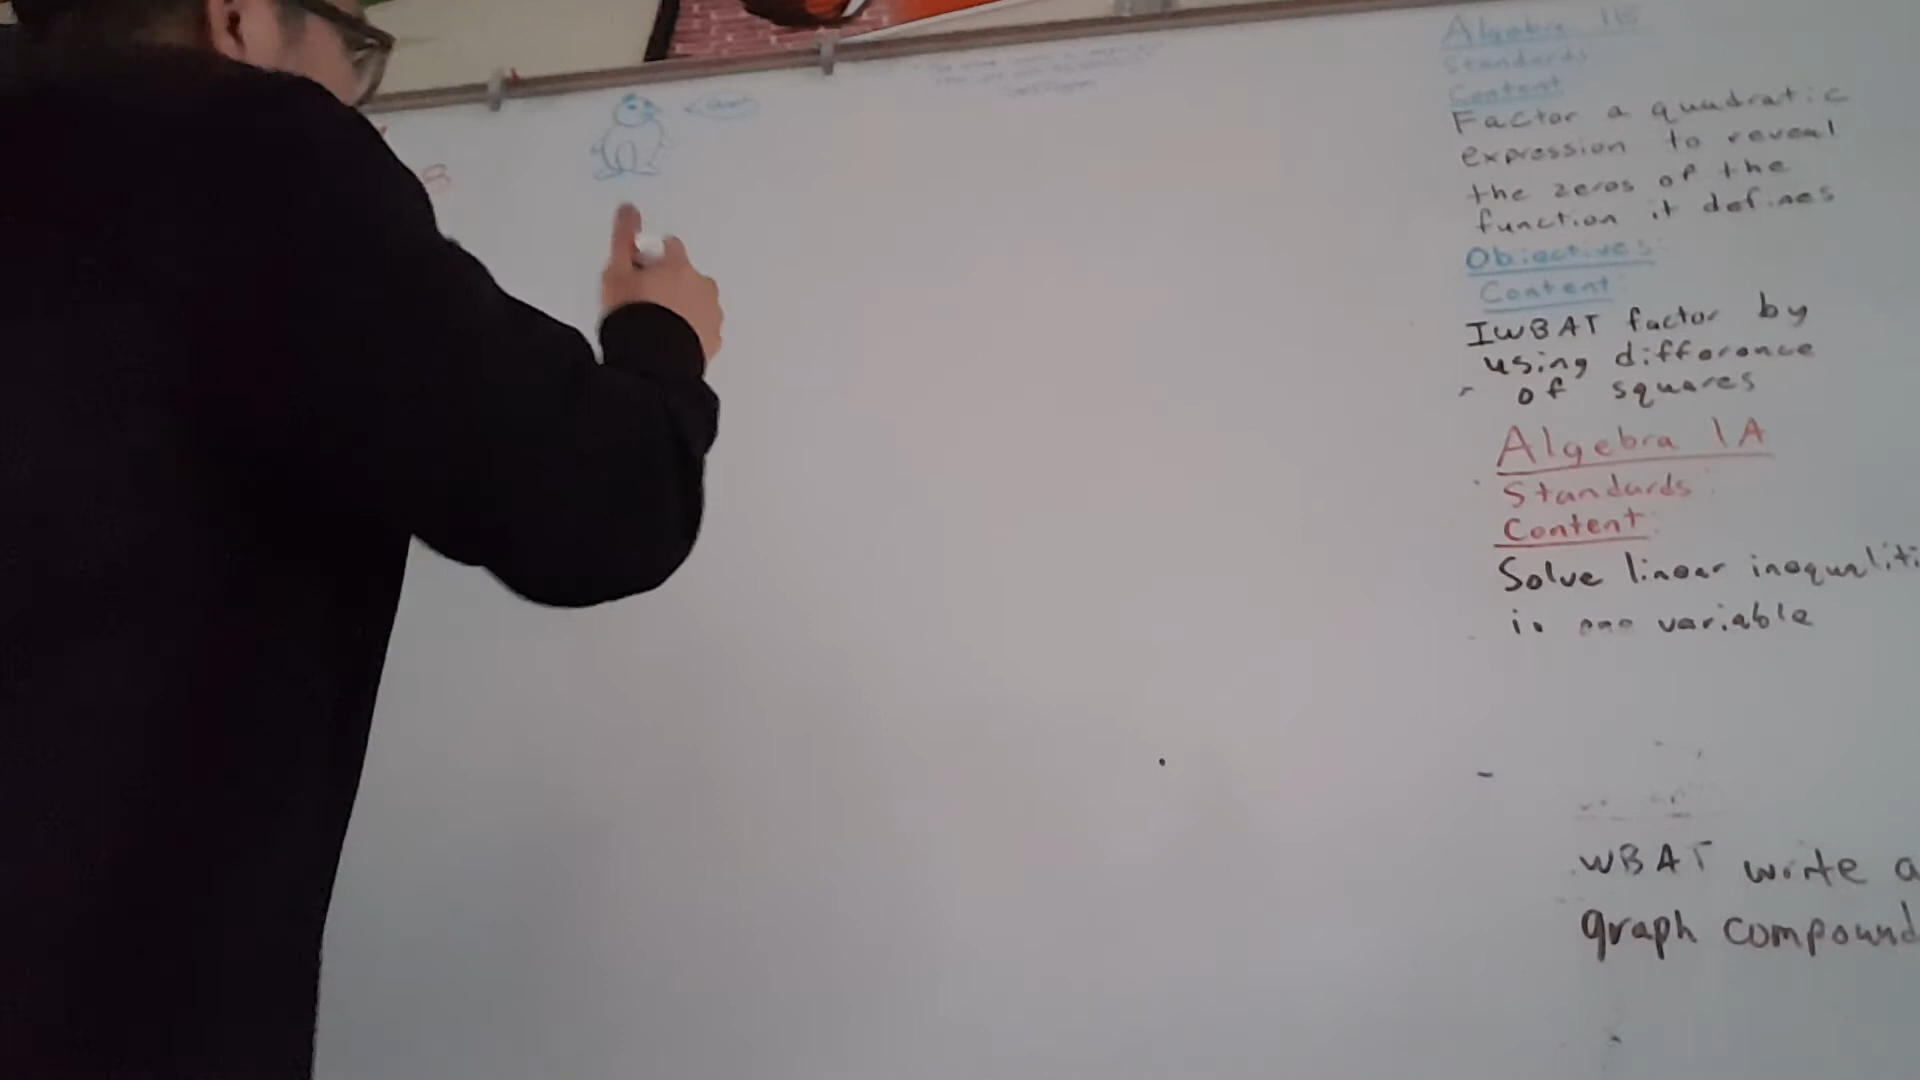 8
Algebra 1B
Standards
Content
Factor a quadratic
expression to reveal
the zeros of the
function it defines
Objectives:
Content:
IWBAT factor by
using difference
of squares
Algebra 1A
Standards:
Content:
Solve linear inequaliti
in one variable
WBAT write a
graph compound